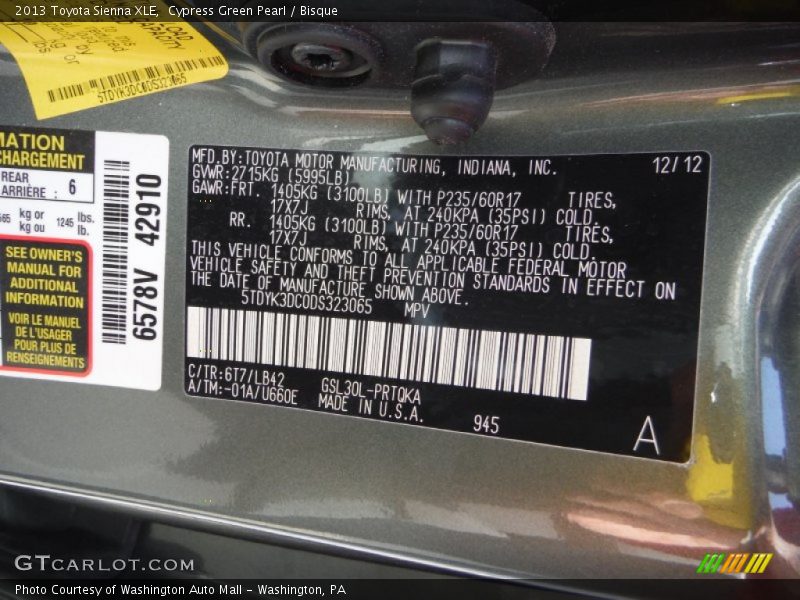 2013 Toyota Sienna XLE,  Cypress Green Pearl / Bisque
CAPACITY
5TDYK3DC0DS323065
MATION
CHARGEMENT
REAR
ARRIÈRE : 6
565 kg or 1245 lbs.
kg ou lb.
SEE OWNER'S
MANUAL FOR
ADDITIONAL
INFORMATION
VOIR LE MANUEL
DE L'USAGER
POUR PLUS DE
RENSEIGNEMENTS
6578V 42910
MFD.BY:TOYOTA MOTOR MANUFACTURING, INDIANA, INC. 12/12
GVWR:2715KG (5995LB)
GAWR:FRT. 1405KG (3100LB) WITH P235/60R17 TIRES,
17X7J RIMS, AT 240KPA (35PSI) COLD.
RR. 1405KG (3100LB) WITH P235/60R17 TIRES,
17X7J RIMS, AT 240KPA (35PSI) COLD.
THIS VEHICLE CONFORMS TO ALL APPLICABLE FEDERAL MOTOR
VEHICLE SAFETY AND THEFT PREVENTION STANDARDS IN EFFECT ON
THE DATE OF MANUFACTURE SHOWN ABOVE.
5TDYK3DC0DS323065 MPV
C/TR:6T7/LB42 GSL30L-PRTQKA
A/TM:-01A/U660E MADE IN U.S.A. 945
A
GTCARLOT.COM
Photo Courtesy of Washington Auto Mall - Washington, PA